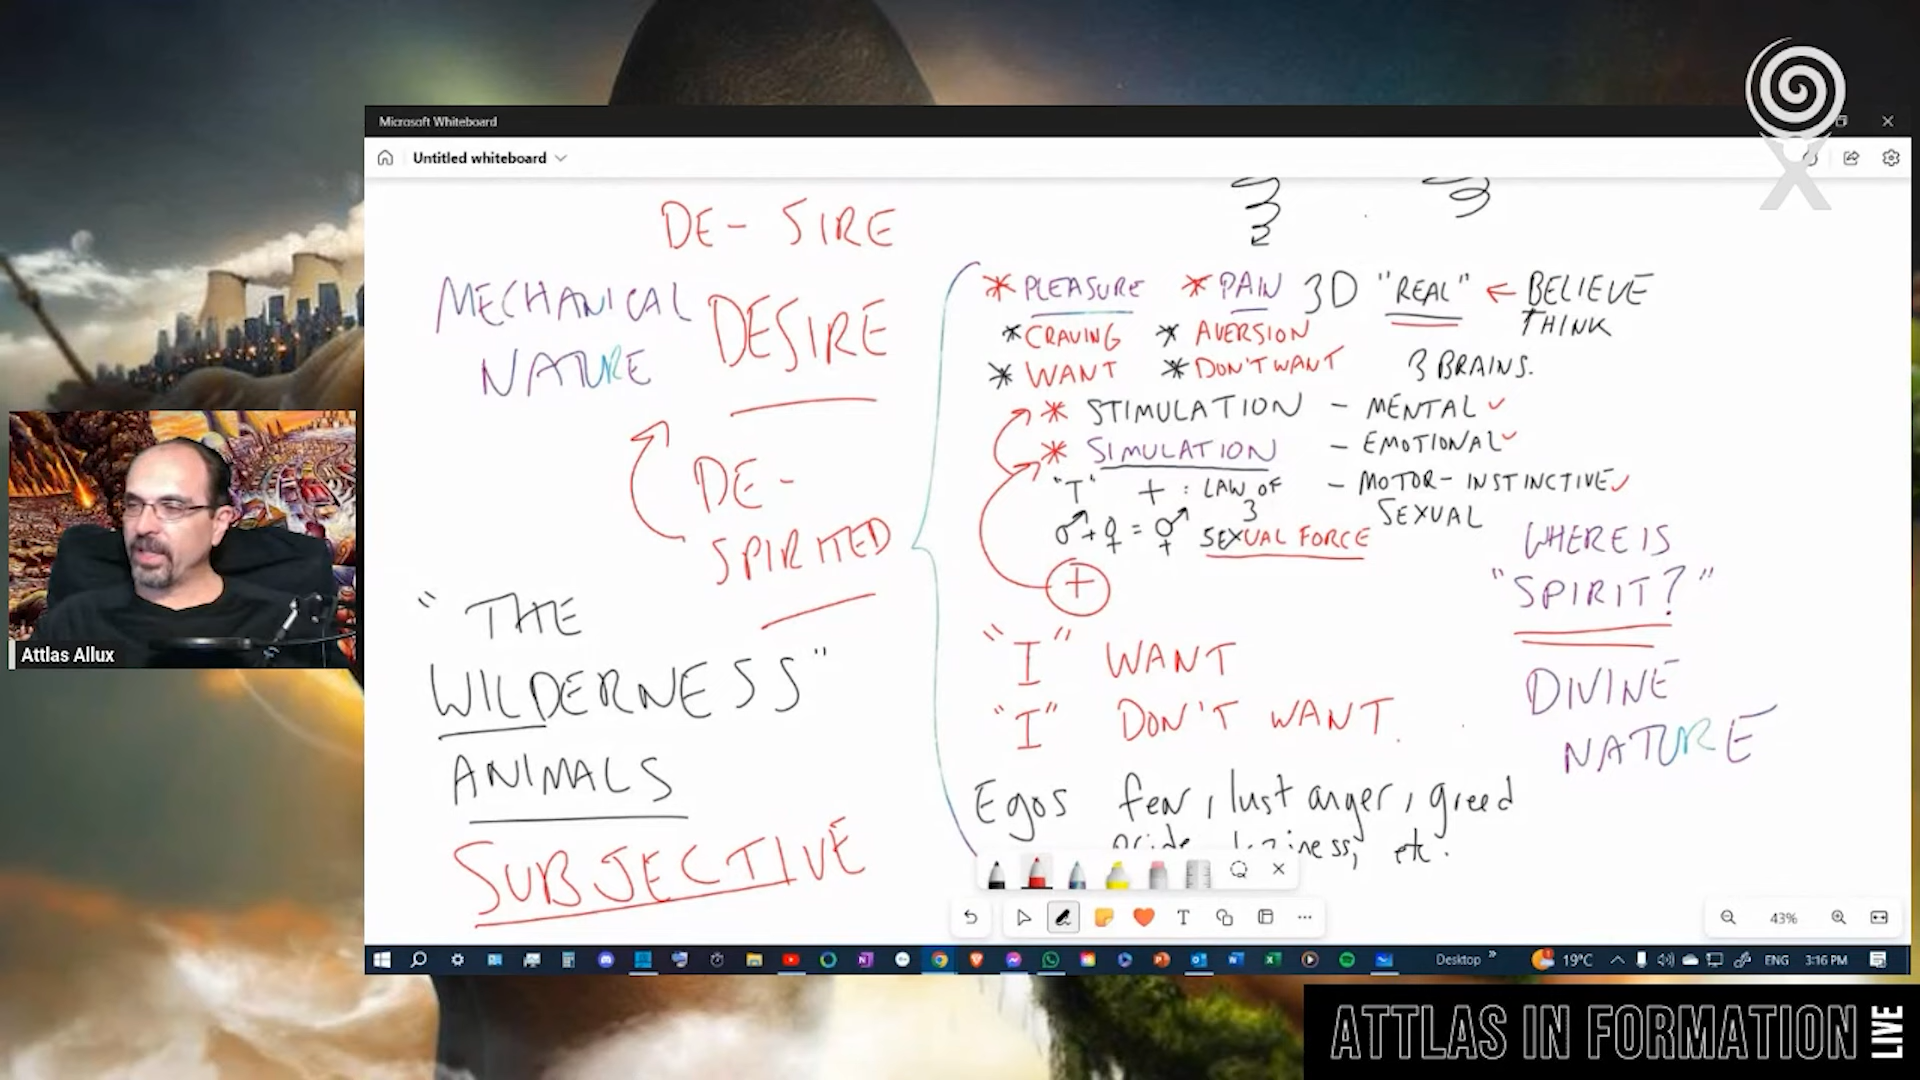 Microsoft Whiteboard
Untitled whiteboard
DE- SIRE
MECHANICAL
NATURE
DESIRE
DE-
SPIRITED
"THE
WILDERNESS"
ANIMALS
SUBJECTIVE
* PLEASURE * PAIN 3D "REAL" ← BELIEVE
THINK
* CRAVING * AVERSION
* WANT * DON'T WANT 3 BRAINS.
* STIMULATION - MENTAL ✓
* SIMULATION - EMOTIONAL ✓
"T" + : LAW OF 3 - MOTOR- INSTINCTIVE ✓
SEXUAL
♂ + ♀ = ⚥ SEXUAL FORCE
+
"I" WANT
"I" DON'T WANT.
Egos fear, lust anger, greed
etc.
WHERE IS
"SPIRIT?"
DIVINE
NATURE
43%
Desktop
19°C
ENG
3:16 PM
Attlas Allux
ATTLAS IN FORMATION LIVE